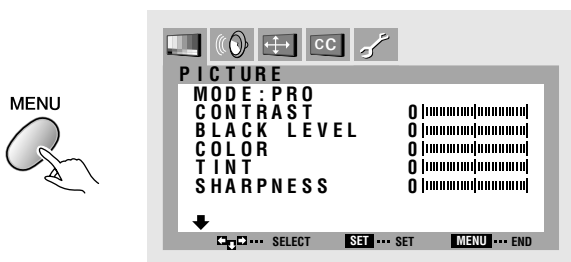 MENU
CC
PICTURE
MODE:PRO
CONTRAST 0
BLACK LEVEL 0
COLOR 0
TINT 0
SHARPNESS 0
SELECT SET SET MENU END